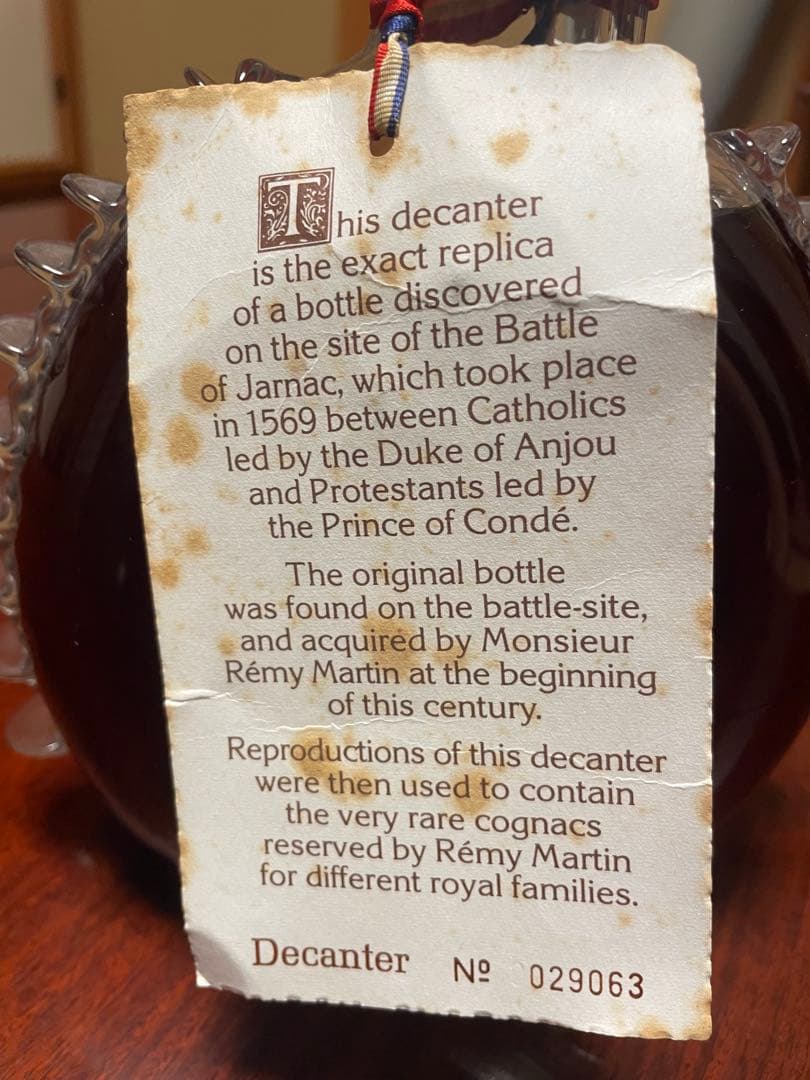 This decanter
is the exact replica
of a bottle discovered
on the site of the Battle
of Jarnac, which took place
in 1569 between Catholics
led by the Duke of Anjou
and Protestants led by
the Prince of Condé.
The original bottle
was found on the battle-site,
and acquired by Monsieur
Rémy Martin at the beginning
of this century.
Reproductions of this decanter
were then used to contain
the very rare cognacs
reserved by Rémy Martin
for different royal families.
Decanter Nº 029063